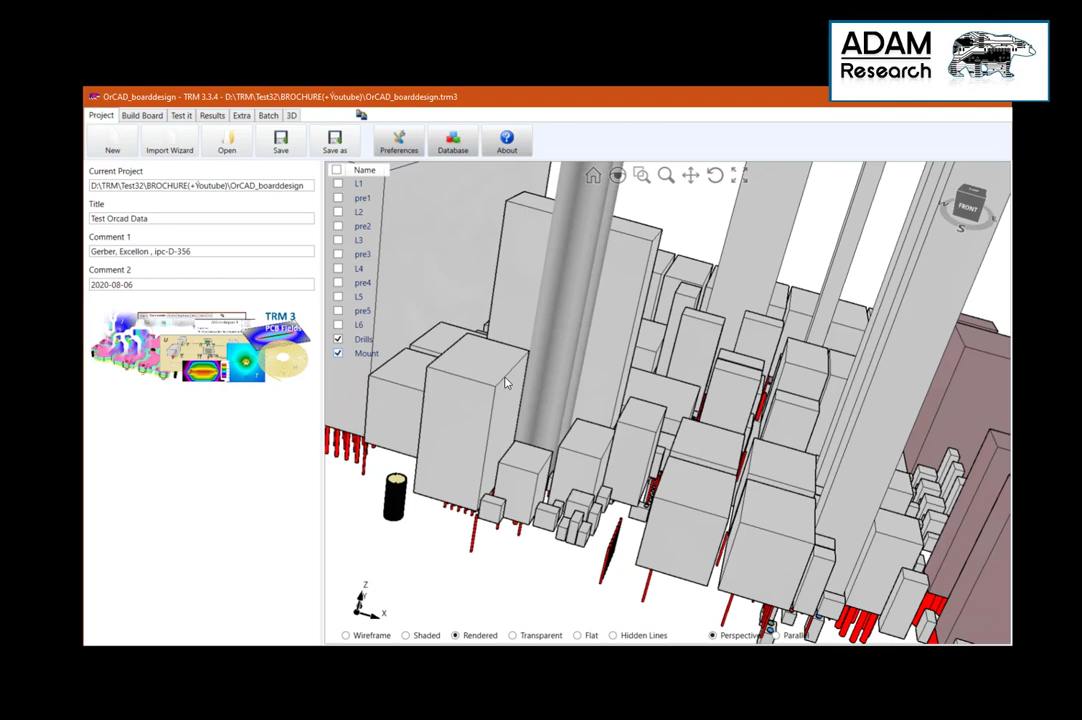 ADAM
Research
OrCAD_boarddesign - TRM 3.3.4 - D:\TRM\Test32\BROCHURE(+Ýoutube)\OrCAD_boarddesign.trm3
Project Build Board Test it Results Extra Batch 3D
New Import Wizard Open Save Save as Preferences Database About
Current Project
D:\TRM\Test32\BROCHURE(+Ýoutube)\OrCAD_boarddesign
Title
Test Orcad Data
Comment 1
Gerber, Excellon , ipc-D-356
Comment 2
2020-08-06
TRM 3
PCB Fields
Name
L1
pre1
L2
pre2
L3
pre3
L4
pre4
L5
pre5
L6
Drills
Mount
FRONT
S
Z
Y
X
Wireframe Shaded Rendered Transparent Flat Hidden Lines Perspective Parallel